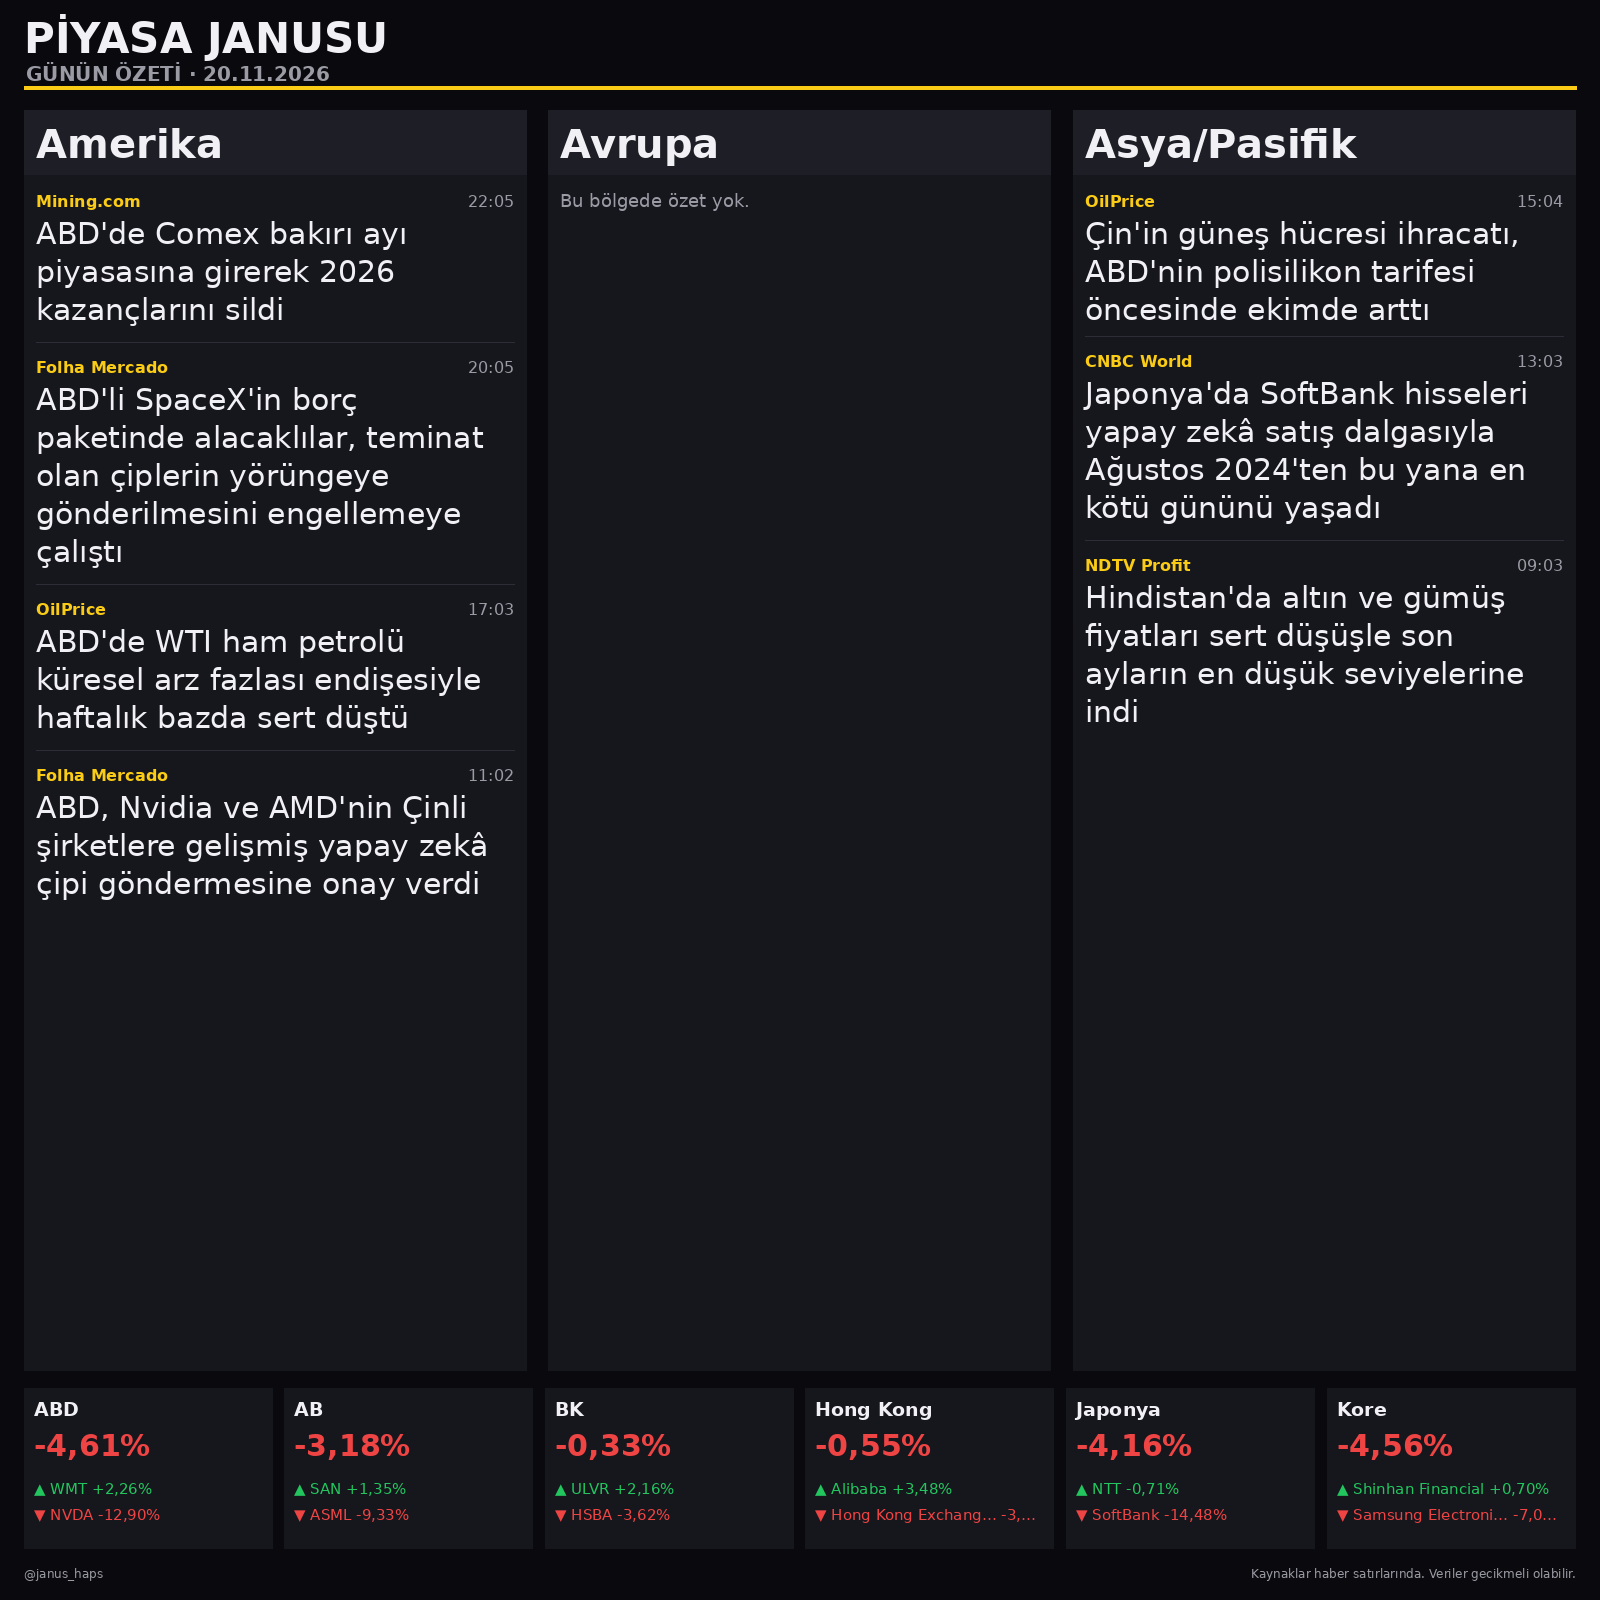 PİYASA JANUSU
GÜNÜN ÖZETİ · 20.11.2026
Amerika
Mining.com 22:05
ABD'de Comex bakırı ayı
piyasasına girerek 2026
kazançlarını sildi
Folha Mercado 20:05
ABD'li SpaceX'in borç
paketinde alacaklılar, teminat
olan çiplerin yörüngeye
gönderilmesini engellemeye
çalıştı
OilPrice 17:03
ABD'de WTI ham petrolü
küresel arz fazlası endişesiyle
haftalık bazda sert düştü
Folha Mercado 11:02
ABD, Nvidia ve AMD'nin Çinli
şirketlere gelişmiş yapay zekâ
çipi göndermesine onay verdi
Avrupa
Bu bölgede özet yok.
Asya/Pasifik
OilPrice 15:04
Çin'in güneş hücresi ihracatı,
ABD'nin polisilikon tarifesi
öncesinde ekimde arttı
CNBC World 13:03
Japonya'da SoftBank hisseleri
yapay zekâ satış dalgasıyla
Ağustos 2024'ten bu yana en
kötü gününü yaşadı
NDTV Profit 09:03
Hindistan'da altın ve gümüş
fiyatları sert düşüşle son
ayların en düşük seviyelerine
indi
ABD
-4,61%
▲ WMT +2,26%
▼ NVDA -12,90%
AB
-3,18%
▲ SAN +1,35%
▼ ASML -9,33%
BK
-0,33%
▲ ULVR +2,16%
▼ HSBA -3,62%
Hong Kong
-0,55%
▲ Alibaba +3,48%
▼ Hong Kong Exchang... -3,...
Japonya
-4,16%
▲ NTT -0,71%
▼ SoftBank -14,48%
Kore
-4,56%
▲ Shinhan Financial +0,70%
▼ Samsung Electroni... -7,0...
@janus_haps
Kaynaklar haber satırlarında. Veriler gecikmeli olabilir.